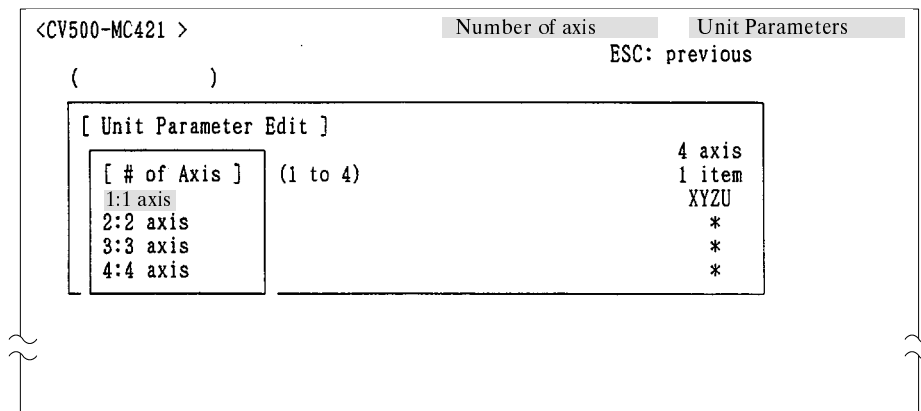 <CV500-MC421 > Number of axis Unit Parameters
ESC: previous
( )
[ Unit Parameter Edit ]
4 axis
[ # of Axis ] (1 to 4) 1 item
1:1 axis XYZU
2:2 axis *
3:3 axis *
4:4 axis *